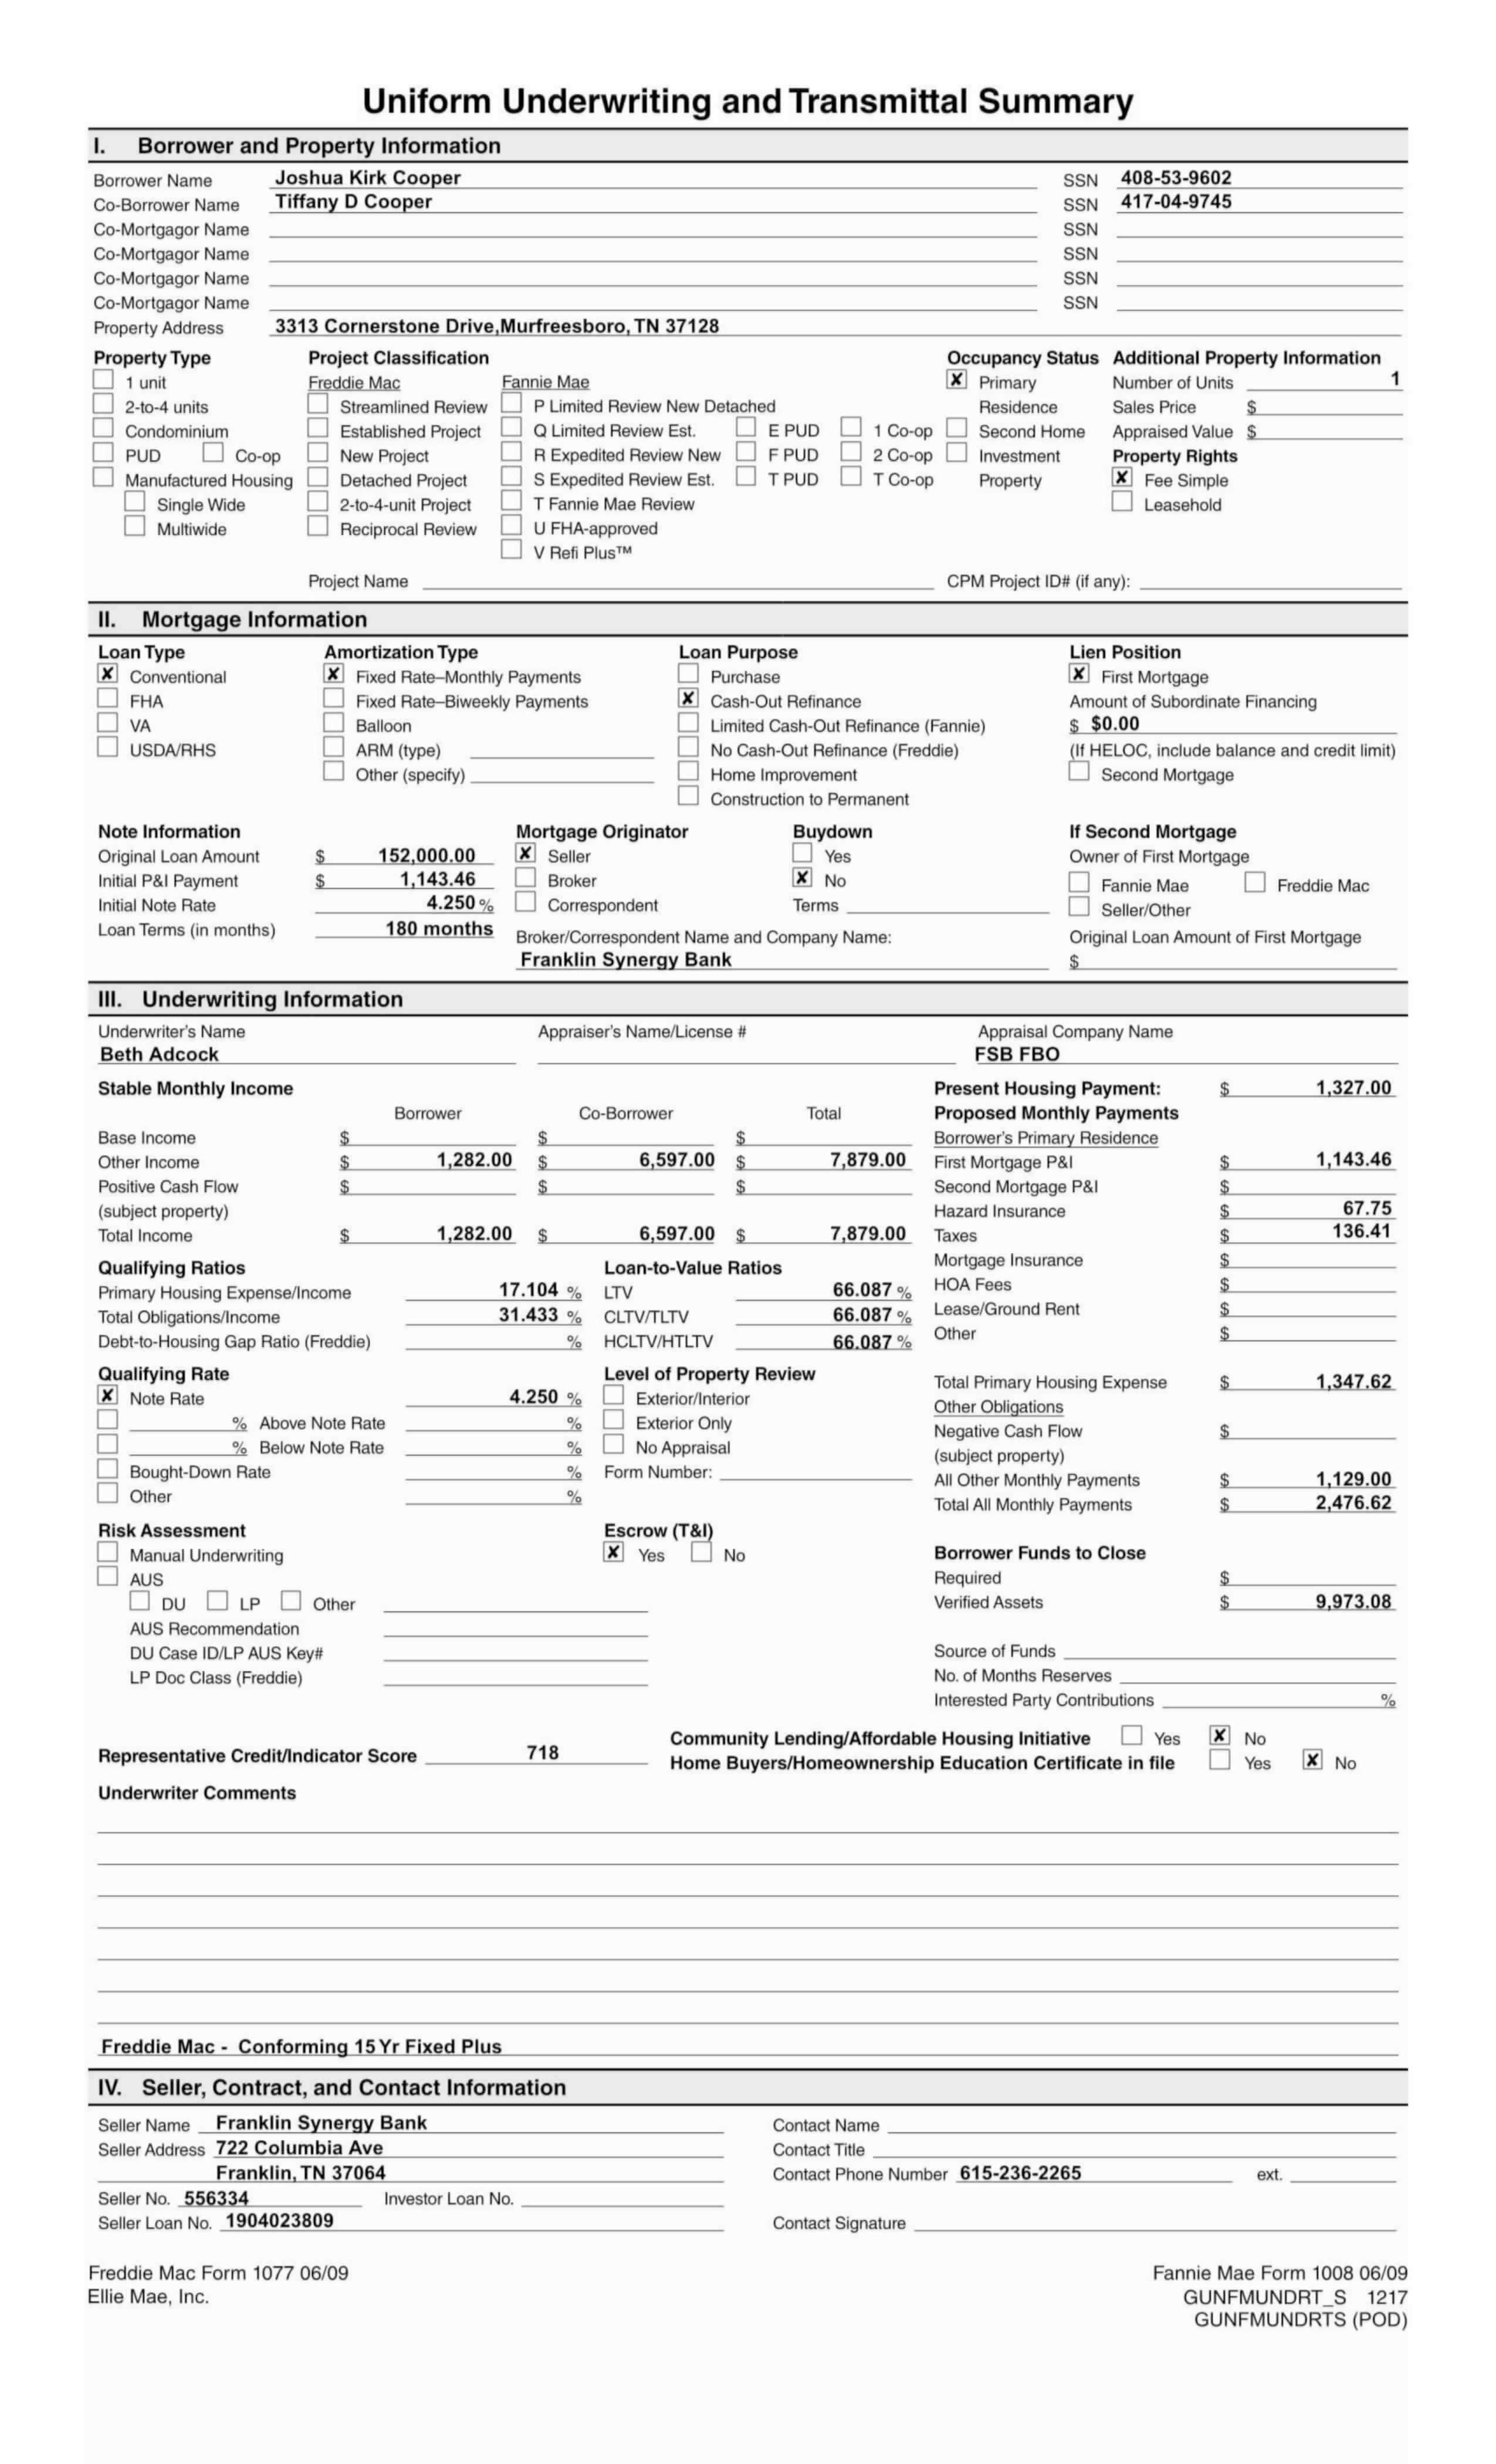 Uniform Underwriting and Transmittal Summary
I. Borrower and Property Information
Borrower Name Joshua Kirk Cooper SSN 408-53-9602
Co-Borrower Name Tiffany D Cooper SSN 417-04-9745
Co-Mortgagor Name SSN
Co-Mortgagor Name SSN
Co-Mortgagor Name SSN
Co-Mortgagor Name SSN
Property Address 3313 Cornerstone Drive, Murfreesboro, TN 37128
Property Type Project Classification Occupancy Status Additional Property Information
1 unit Freddie Mac Fannie Mae ✘ Primary Number of Units 1
2-to-4 units Streamlined Review P Limited Review New Detached Residence Sales Price $
Condominium Established Project Q Limited Review Est. E PUD 1 Co-op Second Home Appraised Value $
PUD Co-op New Project R Expedited Review New F PUD 2 Co-op Investment Property Rights
Manufactured Housing Detached Project S Expedited Review Est. T PUD T Co-op Property ✘ Fee Simple
Single Wide 2-to-4-unit Project T Fannie Mae Review Leasehold
Multiwide Reciprocal Review U FHA-approved
V Refi Plus™
Project Name CPM Project ID# (if any):
II. Mortgage Information
Loan Type Amortization Type Loan Purpose Lien Position
✘ Conventional ✘ Fixed Rate–Monthly Payments Purchase ✘ First Mortgage
FHA Fixed Rate–Biweekly Payments ✘ Cash-Out Refinance Amount of Subordinate Financing
VA Balloon Limited Cash-Out Refinance (Fannie) $ $0.00
USDA/RHS ARM (type) No Cash-Out Refinance (Freddie) (If HELOC, include balance and credit limit)
Other (specify) Home Improvement Second Mortgage
Construction to Permanent
Note Information Mortgage Originator Buydown If Second Mortgage
Original Loan Amount $ 152,000.00 ✘ Seller Yes Owner of First Mortgage
Initial P&I Payment $ 1,143.46 Broker ✘ No Fannie Mae Freddie Mac
Initial Note Rate 4.250 % Correspondent Terms Seller/Other
Loan Terms (in months) 180 months Broker/Correspondent Name and Company Name: Original Loan Amount of First Mortgage
Franklin Synergy Bank $
III. Underwriting Information
Underwriter's Name Appraiser's Name/License # Appraisal Company Name
Beth Adcock FSB FBO
Stable Monthly Income Present Housing Payment: $ 1,327.00
Borrower Co-Borrower Total Proposed Monthly Payments
Base Income $ $ $ Borrower's Primary Residence
Other Income $ 1,282.00 $ 6,597.00 $ 7,879.00 First Mortgage P&I $ 1,143.46
Positive Cash Flow $ $ $ Second Mortgage P&I $
(subject property) Hazard Insurance $ 67.75
Total Income $ 1,282.00 $ 6,597.00 $ 7,879.00 Taxes $ 136.41
Qualifying Ratios Loan-to-Value Ratios Mortgage Insurance $
Primary Housing Expense/Income 17.104 % LTV 66.087 % HOA Fees $
Total Obligations/Income 31.433 % CLTV/TLTV 66.087 % Lease/Ground Rent $
Debt-to-Housing Gap Ratio (Freddie) % HCLTV/HTLTV 66.087 % Other $
Qualifying Rate Level of Property Review Total Primary Housing Expense $ 1,347.62
✘ Note Rate 4.250 % Exterior/Interior Other Obligations
% Above Note Rate % Exterior Only Negative Cash Flow $
% Below Note Rate % No Appraisal (subject property)
Bought-Down Rate % Form Number: All Other Monthly Payments $ 1,129.00
Other % Total All Monthly Payments $ 2,476.62
Risk Assessment Escrow (T&I)
Manual Underwriting ✘ Yes No Borrower Funds to Close
AUS Required $
DU LP Other Verified Assets $ 9,973.08
AUS Recommendation
DU Case ID/LP AUS Key# Source of Funds
LP Doc Class (Freddie) No. of Months Reserves
Interested Party Contributions %
Community Lending/Affordable Housing Initiative Yes ✘ No
Representative Credit/Indicator Score 718 Home Buyers/Homeownership Education Certificate in file Yes ✘ No
Underwriter Comments
Freddie Mac - Conforming 15 Yr Fixed Plus
IV. Seller, Contract, and Contact Information
Seller Name Franklin Synergy Bank Contact Name
Seller Address 722 Columbia Ave Contact Title
Franklin, TN 37064 Contact Phone Number 615-236-2265 ext.
Seller No. 556334 Investor Loan No.
Seller Loan No. 1904023809 Contact Signature
Freddie Mac Form 1077 06/09 Fannie Mae Form 1008 06/09
Ellie Mae, Inc. GUNFMUNDRT_S 1217
GUNFMUNDRTS (POD)